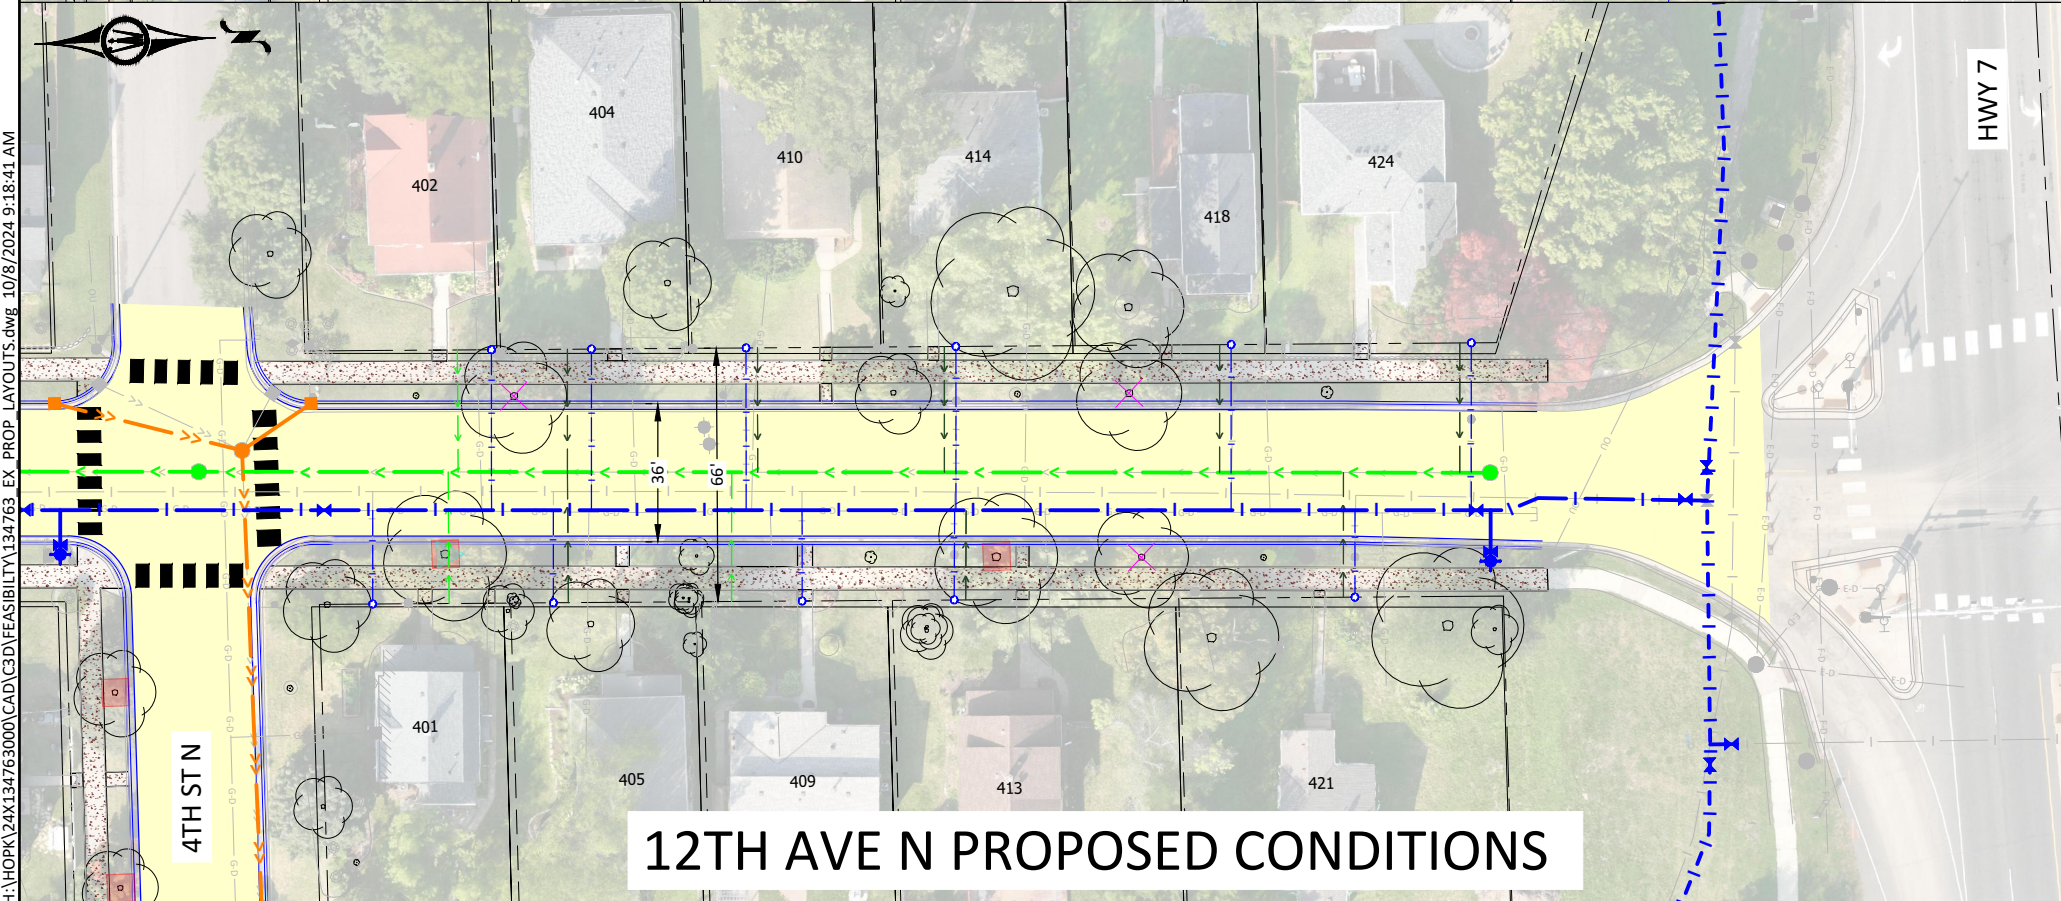 H:\HOPK\24X134763000\CAD\C3D\FEASIBILTY\134763_EX_PROP_LAYOUTS.dwg 10/8/2024 9:18:41 AM
N
HWY 7
402
404
410
414
418
424
36'
66'
401
405
409
413
421
4TH ST N
12TH AVE N PROPOSED CONDITIONS